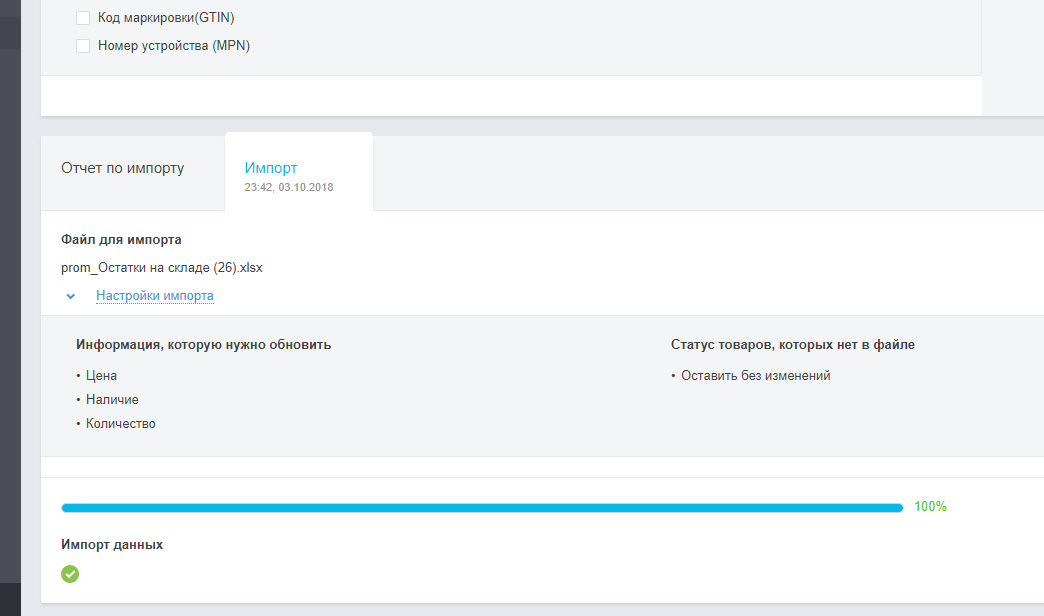 Код маркировки(GTIN)
Номер устройства (MPN)
Отчет по импорту
Импорт
23:42, 03.10.2018
Файл для импорта
prom_Остатки на складе (26).xlsx
Настройки импорта
Информация, которую нужно обновить
• Цена
• Наличие
• Количество
Статус товаров, которых нет в файле
• Оставить без изменений
100%
Импорт данных